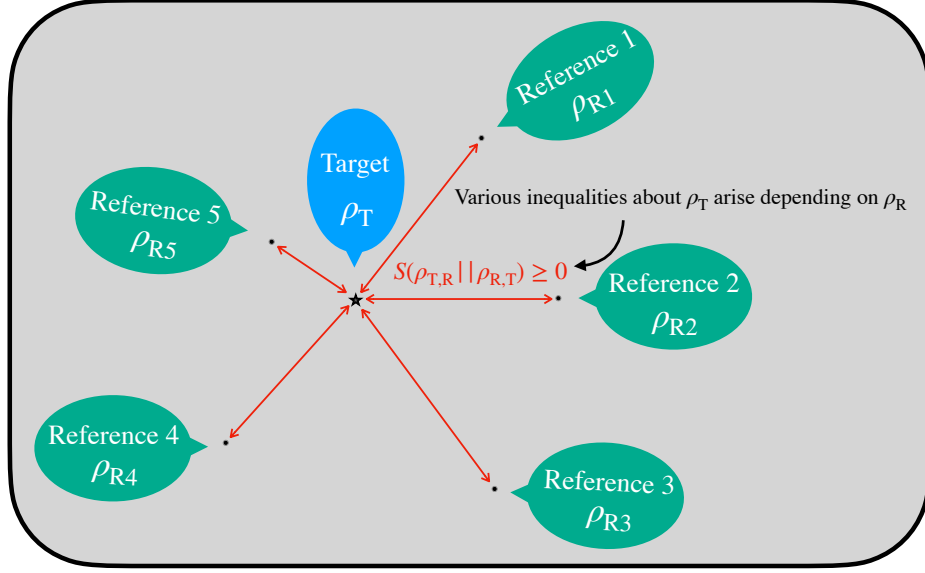 Reference 1
ρR1
Target
ρT
Various inequalities about ρT arise depending on ρR
Reference 5
ρR5
S(ρT,R||ρR,T) ≥ 0
Reference 2
ρR2
Reference 4
ρR4
Reference 3
ρR3